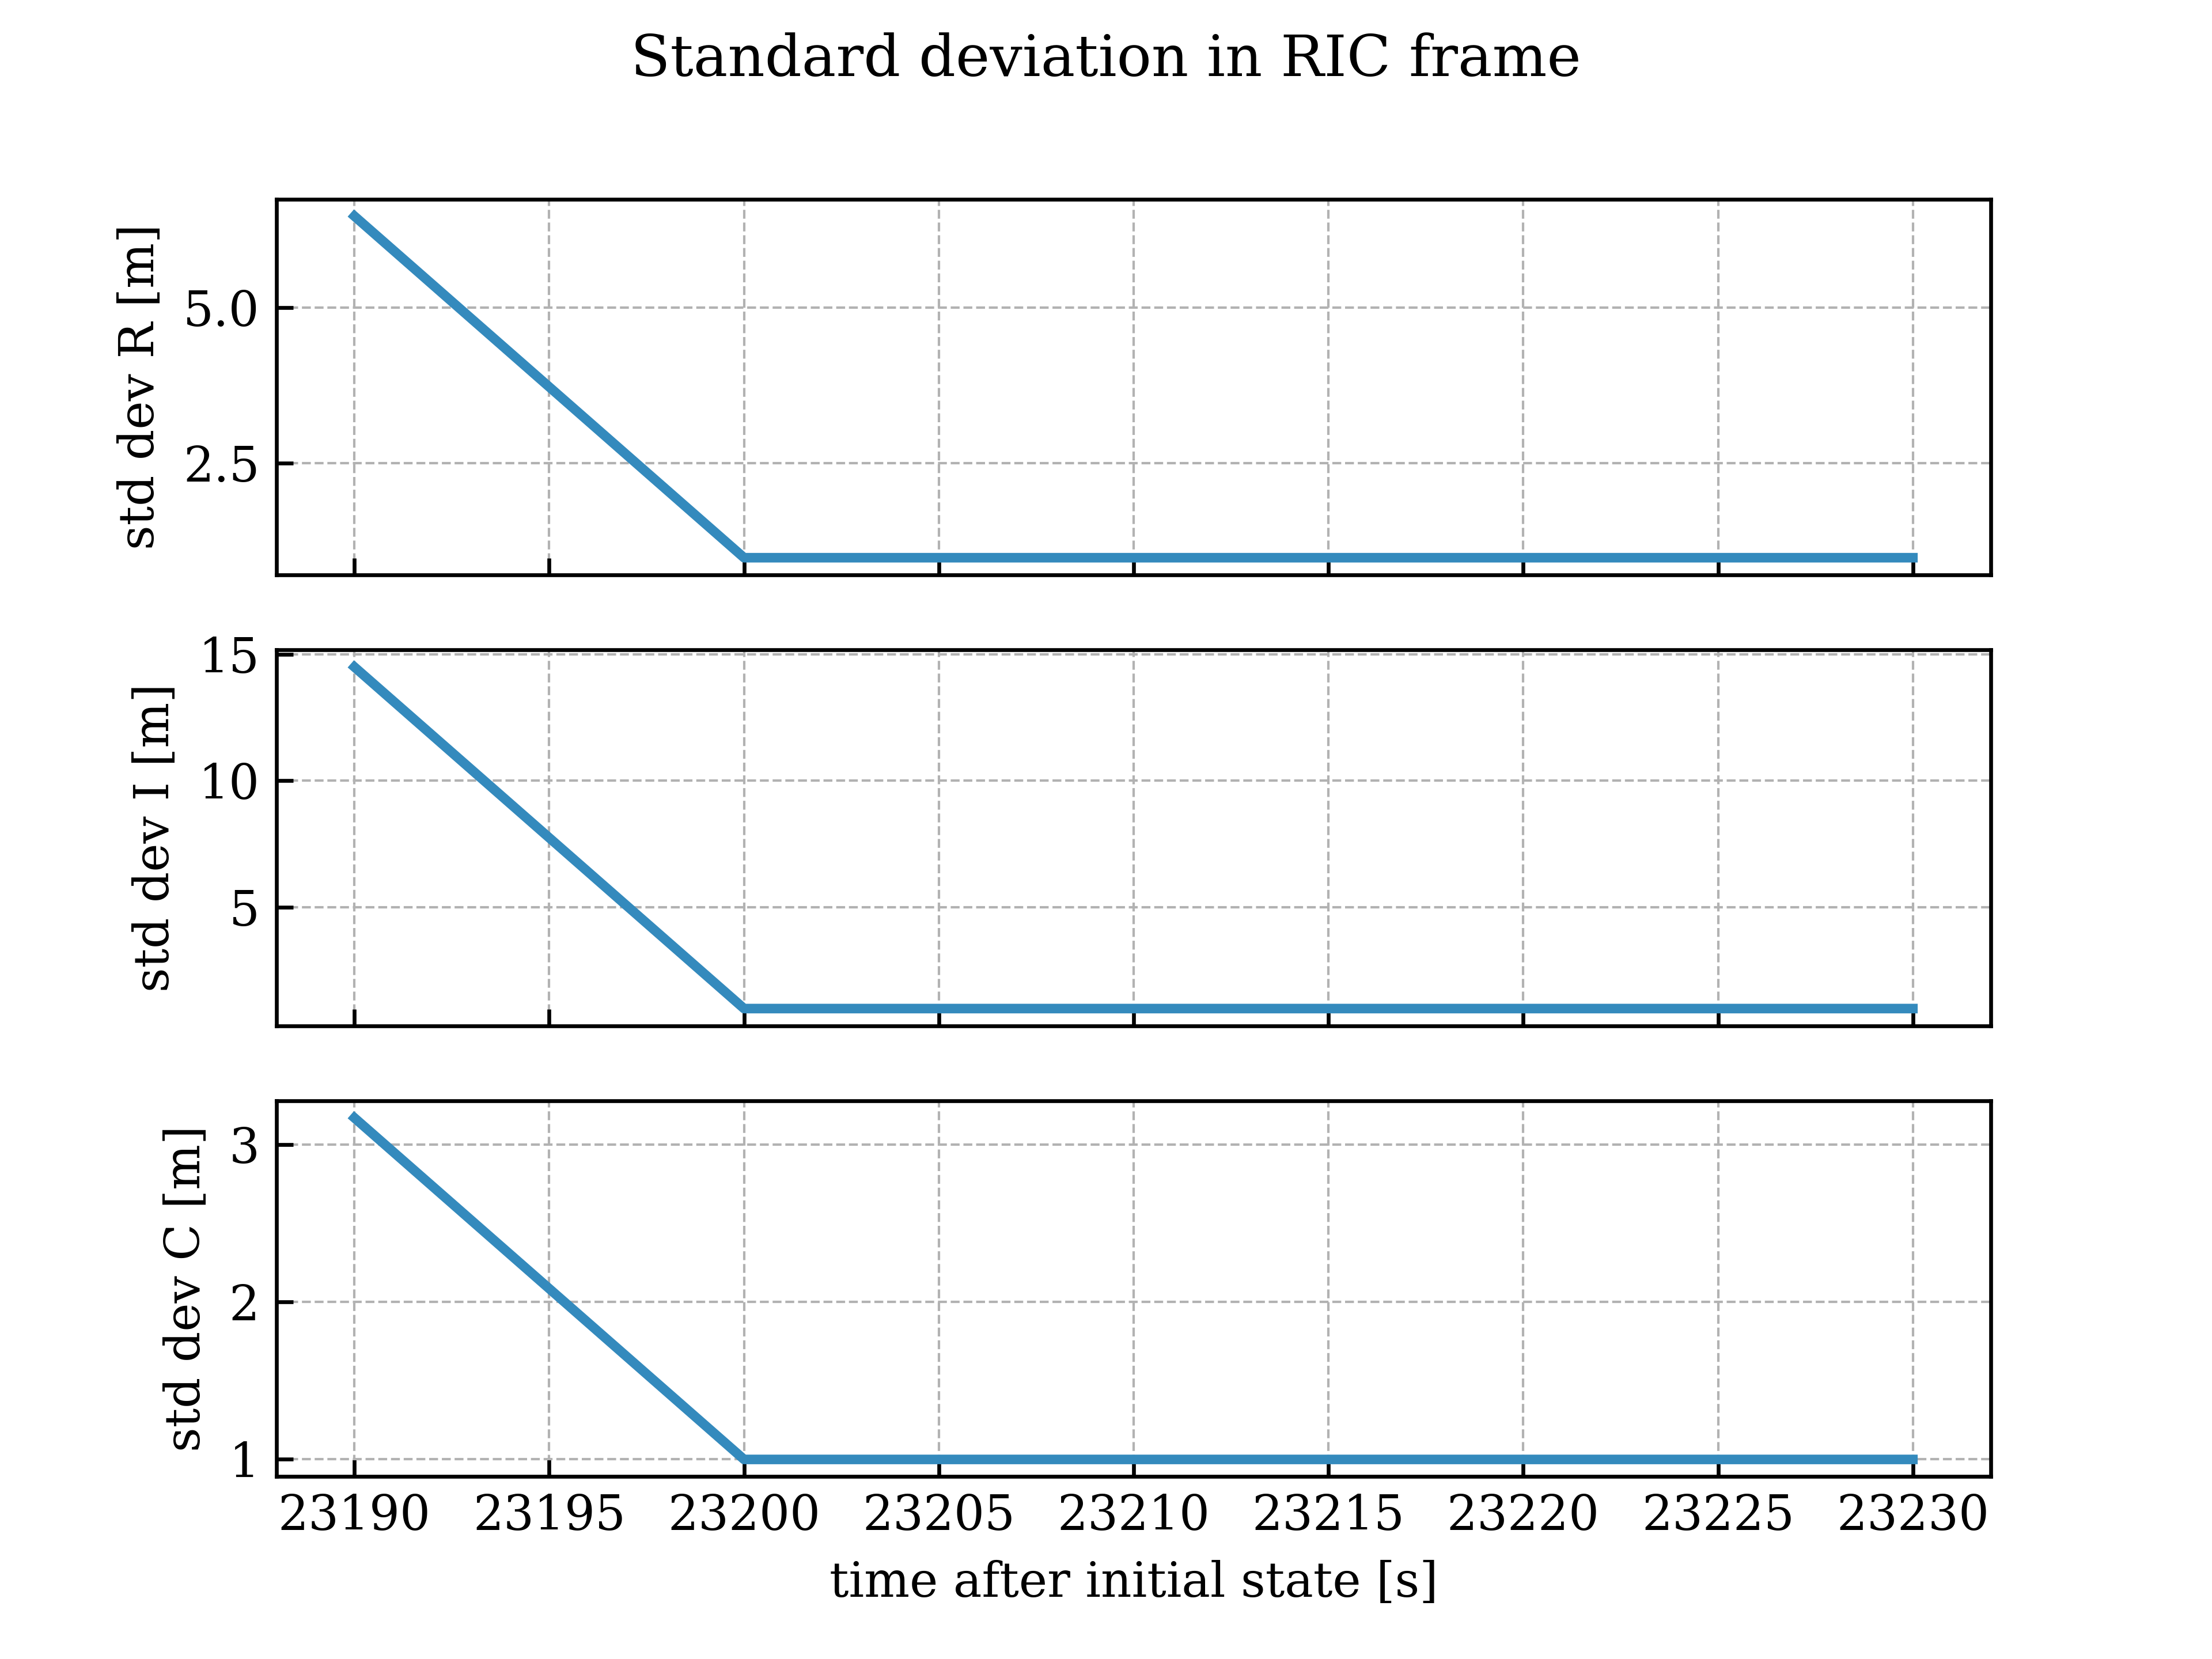 Standard deviation in RIC frame
std dev R [m]
5.0
2.5
std dev I [m]
15
10
5
std dev C [m]
3
2
1
23190 23195 23200 23205 23210 23215 23220 23225 23230
time after initial state [s]